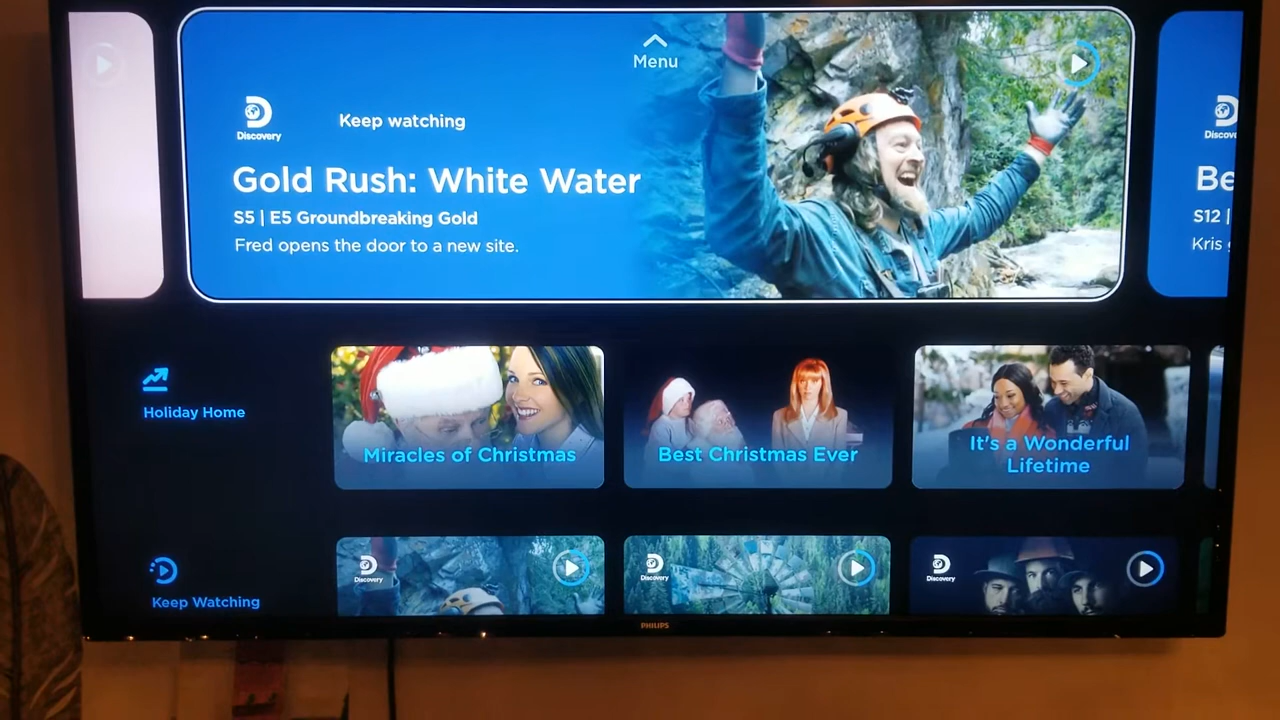 Menu
Discovery
Keep watching
Gold Rush: White Water
S5 | E5 Groundbreaking Gold
Fred opens the door to a new site.
S12 |
Kris
Holiday Home
Miracles of Christmas
Best Christmas Ever
It's a Wonderful
Lifetime
Keep Watching
Discovery
Discovery
Discovery
PHILIPS